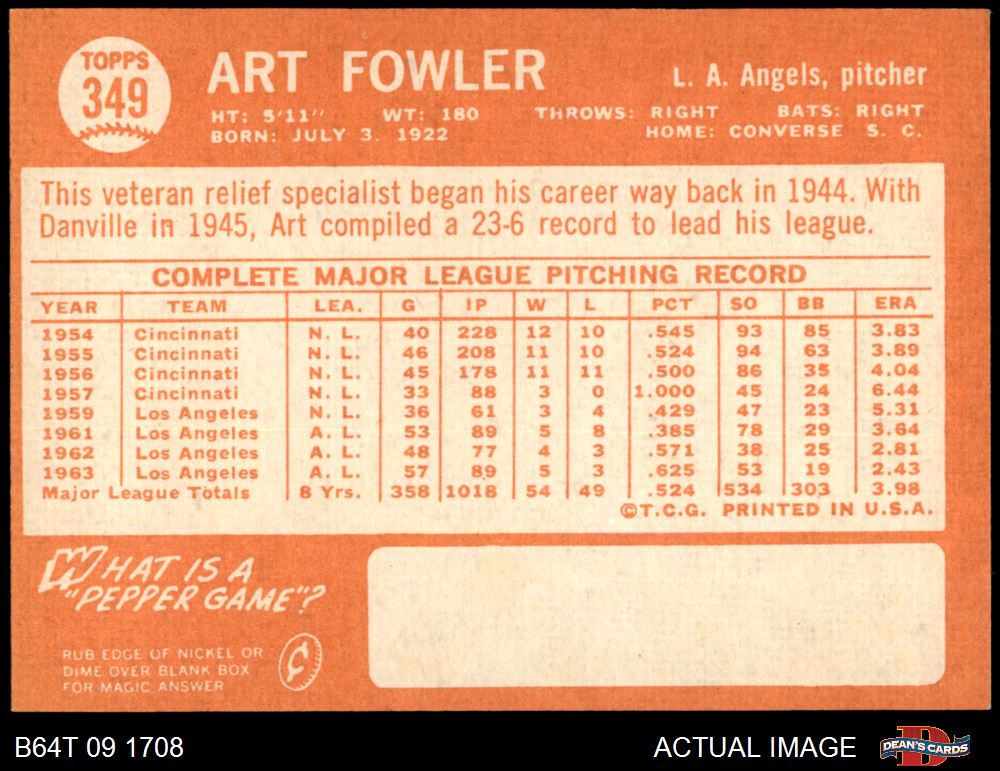 TOPPS
349
ART FOWLER
L. A. Angels, pitcher
HT: 5'11" WT: 180 THROWS: RIGHT BATS: RIGHT
BORN: JULY 3. 1922 HOME: CONVERSE S. C.
This veteran relief specialist began his career way back in 1944. With
Danville in 1945, Art compiled a 23-6 record to lead his league.
COMPLETE MAJOR LEAGUE PITCHING RECORD
YEAR TEAM LEA. G IP W L PCT SO BB ERA
1954 Cincinnati N. L. 40 228 12 10 .545 93 85 3.83
1955 Cincinnati N. L. 46 208 11 10 .524 94 63 3.89
1956 Cincinnati N. L. 45 178 11 11 .500 86 35 4.04
1957 Cincinnati N. L. 33 88 3 0 1.000 45 24 6.44
1959 Los Angeles N. L. 36 61 3 4 .429 47 23 5.31
1961 Los Angeles A. L. 53 89 5 8 .385 78 29 3.64
1962 Los Angeles A. L. 48 77 4 3 .571 38 25 2.81
1963 Los Angeles A. L. 57 89 5 3 .625 53 19 2.43
Major League Totals 8 Yrs. 358 1018 54 49 .524 534 303 3.98
©T.C.G. PRINTED IN U.S.A.
WHAT IS A
"PEPPER GAME"?
RUB EDGE OF NICKEL OR
DIME OVER BLANK BOX
FOR MAGIC ANSWER
¢
B64T 09 1708
ACTUAL IMAGE
DEAN'S CARDS